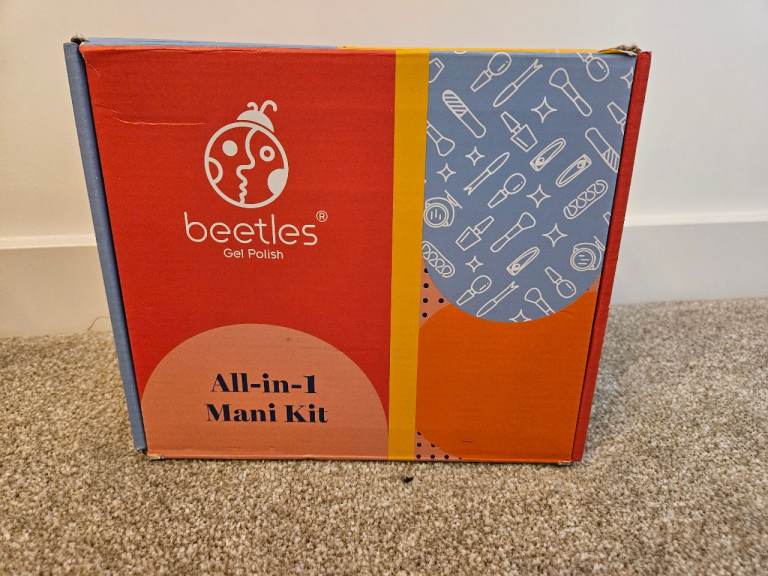 beetles®
Gel Polish
All-in-1
Mani Kit